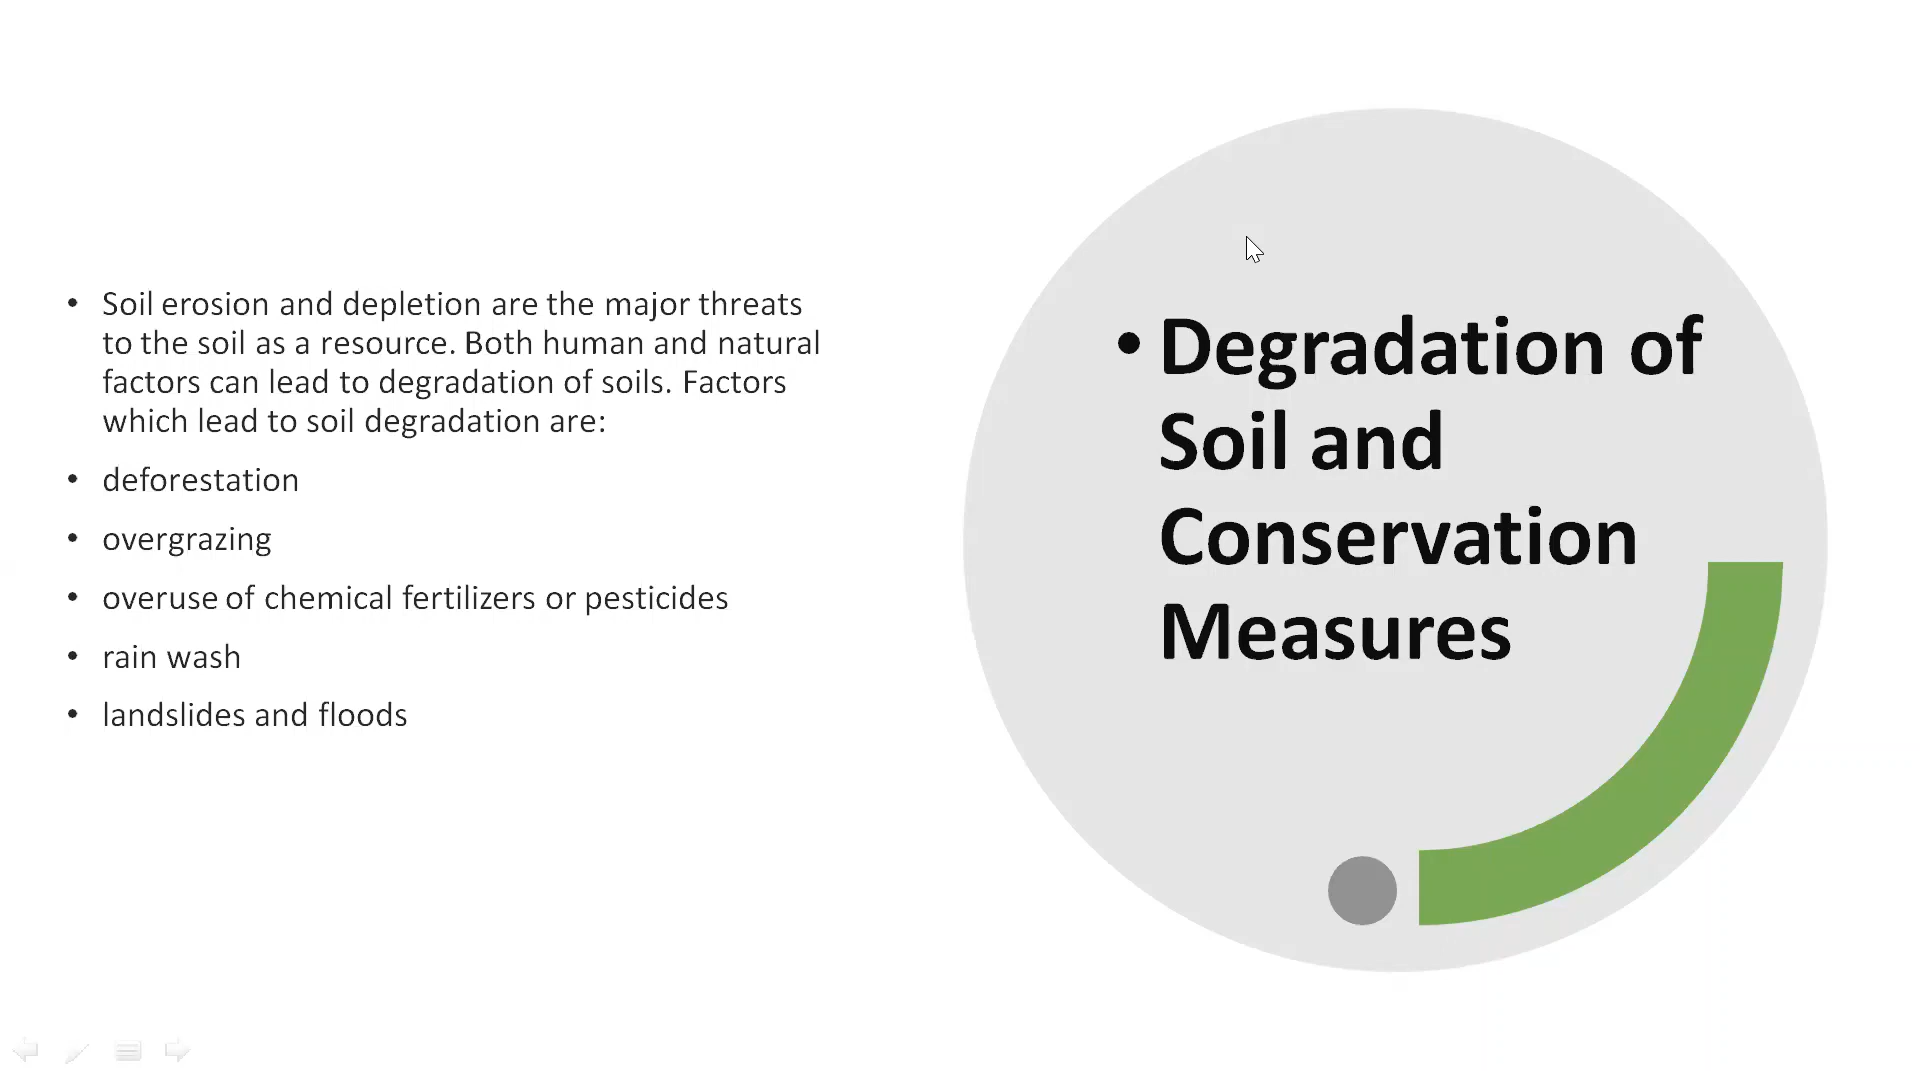 • Soil erosion and depletion are the major threats
to the soil as a resource. Both human and natural
factors can lead to degradation of soils. Factors
which lead to soil degradation are:
• deforestation
• overgrazing
• overuse of chemical fertilizers or pesticides
• rain wash
• landslides and floods
• Degradation of
Soil and
Conservation
Measures